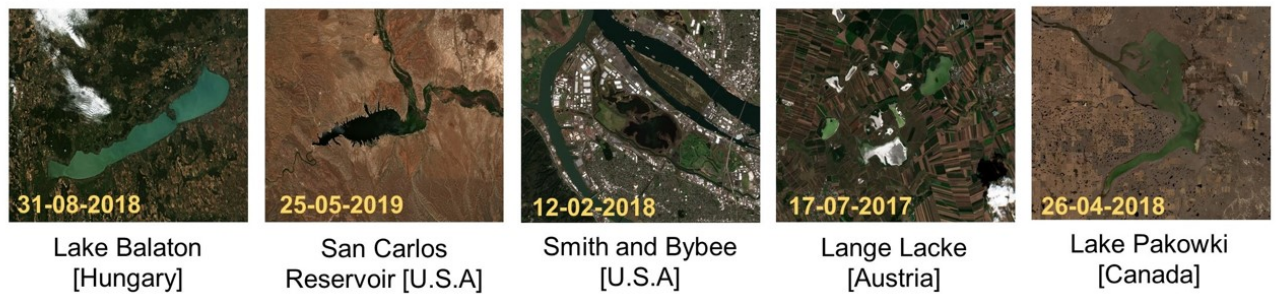 31-08-2018
25-05-2019
12-02-2018
17-07-2017
26-04-2018
Lake Balaton
[Hungary]
San Carlos
Reservoir [U.S.A]
Smith and Bybee
[U.S.A]
Lange Lacke
[Austria]
Lake Pakowki
[Canada]